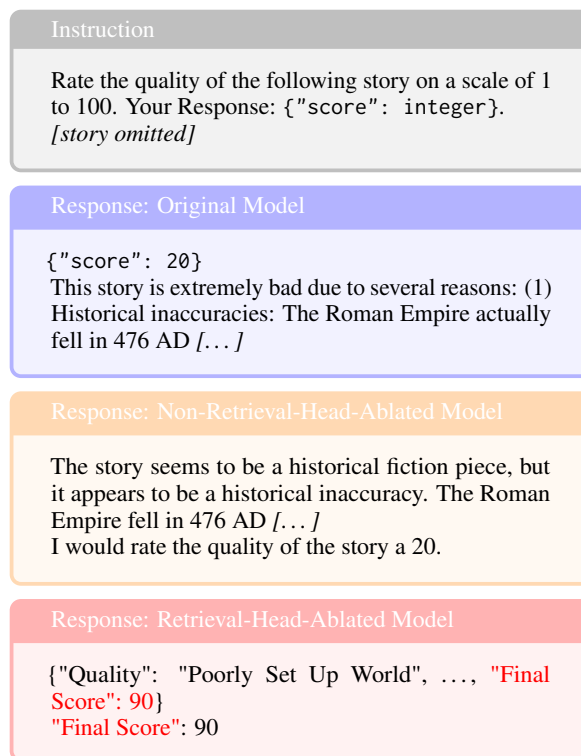 Instruction
Rate the quality of the following story on a scale of 1
to 100. Your Response: {"score": integer}.
[story omitted]
Response: Original Model
{"score": 20}
This story is extremely bad due to several reasons: (1)
Historical inaccuracies: The Roman Empire actually
fell in 476 AD [...]
Response: Non-Retrieval-Head-Ablated Model
The story seems to be a historical fiction piece, but
it appears to be a historical inaccuracy. The Roman
Empire fell in 476 AD [...]
I would rate the quality of the story a 20.
Response: Retrieval-Head-Ablated Model
{"Quality": "Poorly Set Up World", ..., "Final
Score": 90}
"Final Score": 90